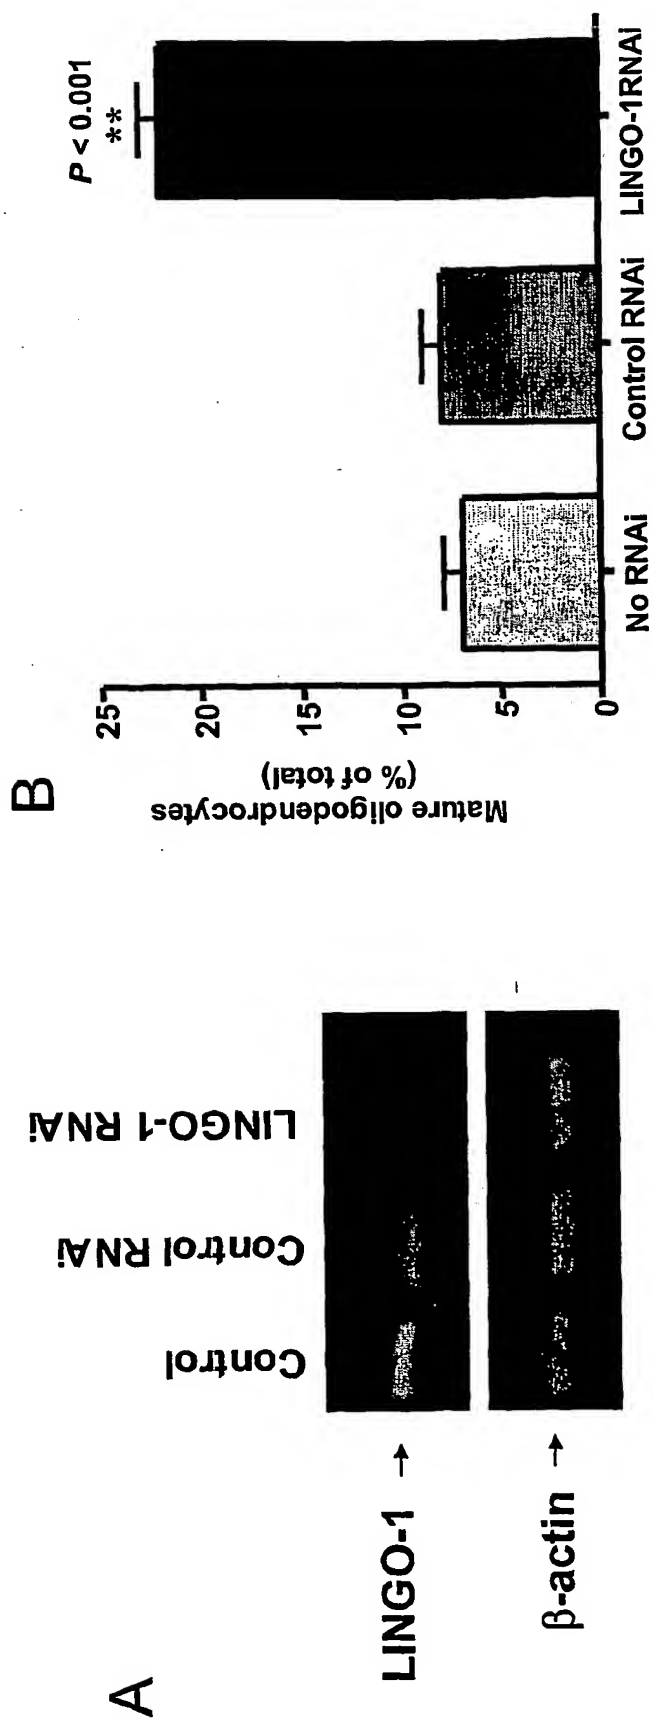 A
Control
Control RNAi
LINGO-1 RNAi
LINGO-1 →
β-actin →
B
Mature oligodendrocytes
(% of total)
25
20
15
10
5
0
P < 0.001
**
No RNAi
Control RNAi
LINGO-1RNAi